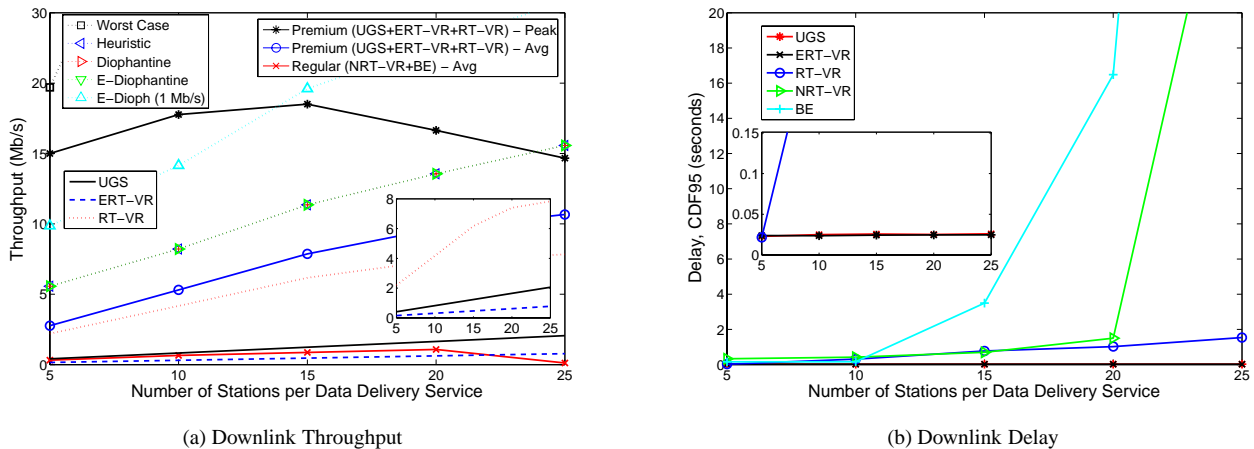 30
25
20
15
10
5
0
5
10
15
20
25
Throughput (Mb/s)
Number of Stations per Data Delivery Service
Worst Case
Heuristic
Diophantine
E−Diophantine
E−Dioph (1 Mb/s)
Premium (UGS+ERT−VR+RT−VR) − Peak
Premium (UGS+ERT−VR+RT−VR) − Avg
Regular (NRT−VR+BE) − Avg
UGS
ERT−VR
RT−VR
8
6
4
2
0
5
10
15
20
25
(a) Downlink Throughput
20
18
16
14
12
10
8
6
4
2
0
5
10
15
20
25
Delay, CDF95 (seconds)
Number of Stations per Data Delivery Service
UGS
ERT−VR
RT−VR
NRT−VR
BE
0.15
0.05
0.025
0
5
10
15
20
25
(b) Downlink Delay